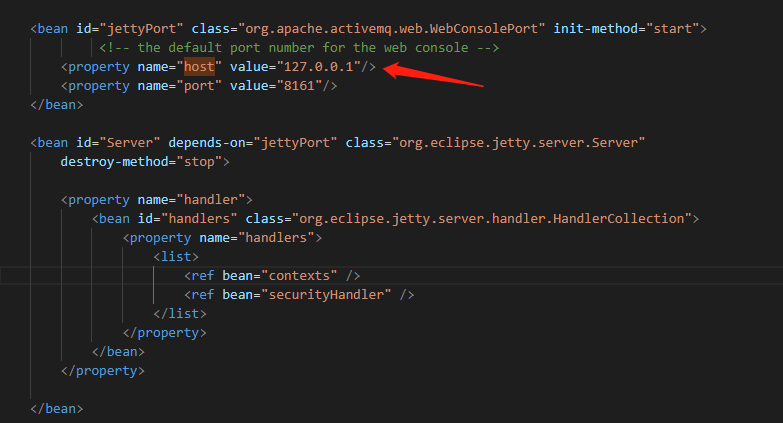 <bean id="jettyPort" class="org.apache.activemq.web.WebConsolePort" init-method="start">
<!-- the default port number for the web console -->
<property name="host" value="127.0.0.1"/>
<property name="port" value="8161"/>
</bean>
<bean id="Server" depends-on="jettyPort" class="org.eclipse.jetty.server.Server"
destroy-method="stop">
<property name="handler">
<bean id="handlers" class="org.eclipse.jetty.server.handler.HandlerCollection">
<property name="handlers">
<list>
<ref bean="contexts" />
<ref bean="securityHandler" />
</list>
</property>
</bean>
</property>
</bean>